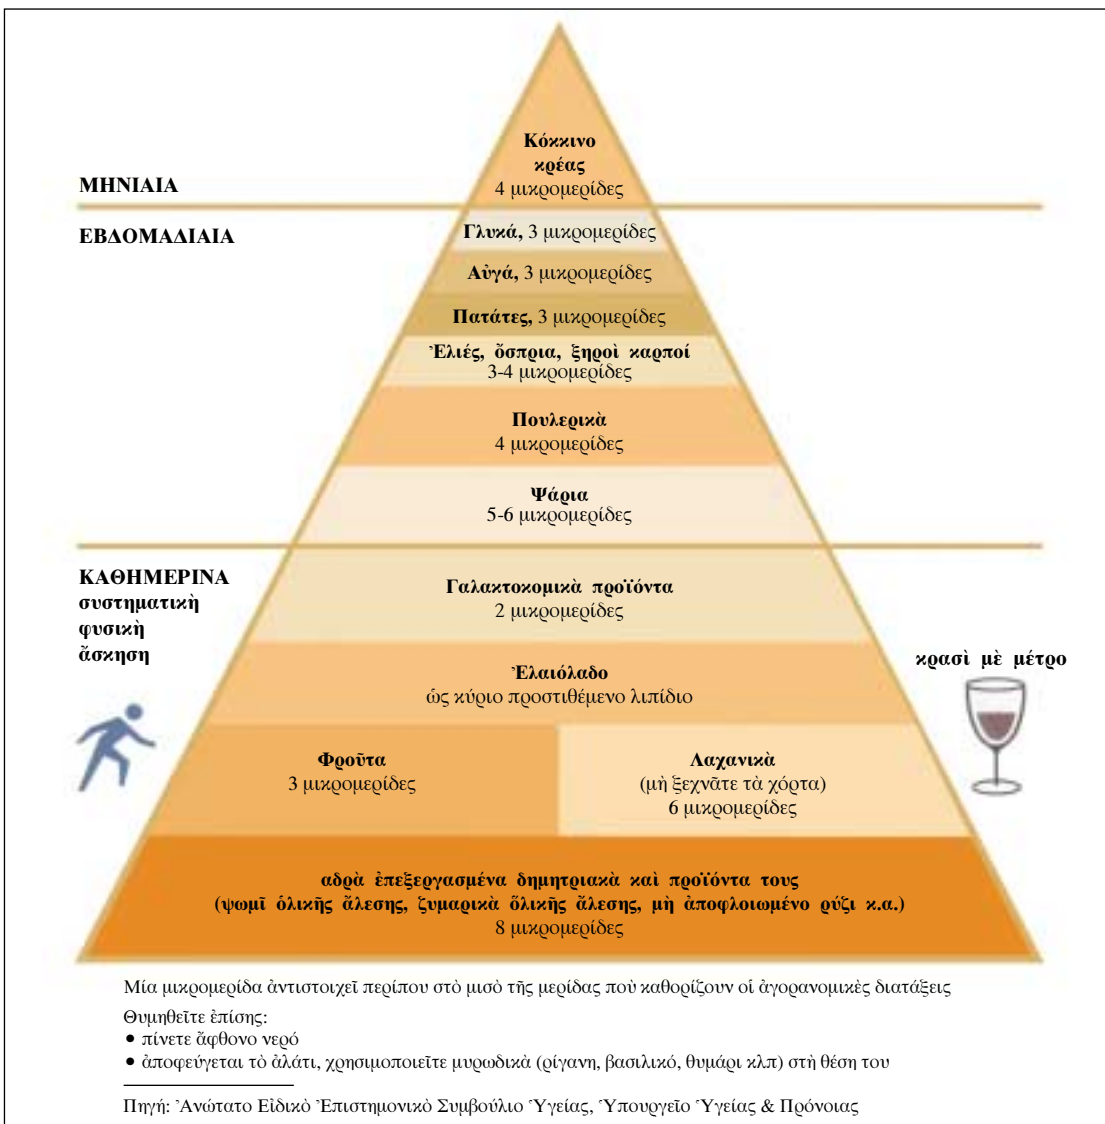 Κόκκινο
κρέας
4 μικρομερίδες
ΜΗΝΙΑΙΑ
ΕΒΔΟΜΑΔΙΑΙΑ
Γλυκά, 3 μικρομερίδες
Αὐγά, 3 μικρομερίδες
Πατάτες, 3 μικρομερίδες
Ἐλιές, ὄσπρια, ξηροὶ καρποί
3-4 μικρομερίδες
Πουλερικὰ
4 μικρομερίδες
Ψάρια
5-6 μικρομερίδες
ΚΑΘΗΜΕΡΙΝΑ
συστηματικὴ
φυσικὴ
ἄσκηση
Γαλακτοκομικὰ προϊόντα
2 μικρομερίδες
Ἐλαιόλαδο
ὡς κύριο προστιθέμενο λιπίδιο
κρασὶ μὲ μέτρο
Φροῦτα
3 μικρομερίδες
Λαχανικὰ
(μὴ ξεχνᾶτε τὰ χόρτα)
6 μικρομερίδες
αδρὰ ἐπεξεργασμένα δημητριακὰ καὶ προϊόντα τους
(ψωμῖ ὁλικῆς ἄλεσης, ζυμαρικὰ ὅλικῆς ἄλεσης, μὴ ἀποφλοιωμένο ρύζι κ.α.)
8 μικρομερίδες
Μία μικρομερίδα ἀντιστοιχεῖ περίπου στὸ μισὸ τῆς μερίδας ποὺ καθορίζουν οἱ ἀγορανομικὲς διατάξεις
Θυμηθεῖτε ἐπίσης:
• πίνετε ἄφθονο νερό
• ἀποφεύγεται τὸ ἁλάτι, χρησιμοποιεῖτε μυρωδικὰ (ρίγανη, βασιλικό, θυμάρι κλπ) στὴ θέση του
Πηγή: Ἀνώτατο Εἰδικὸ Ἐπιστημονικὸ Συμβούλιο Ὑγείας, Ὑπουργεῖο Ὑγείας & Πρόνοιας